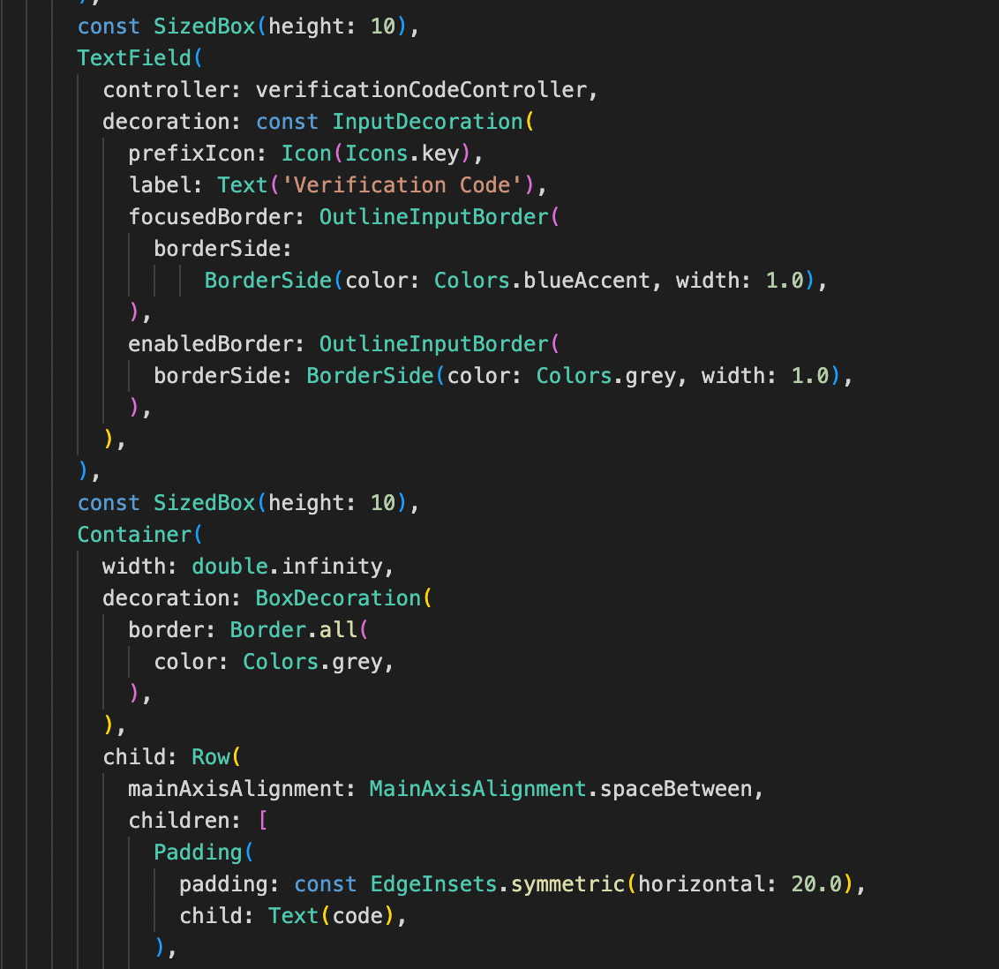 ),
const SizedBox(height: 10),
TextField(
  controller: verificationCodeController,
  decoration: const InputDecoration(
    prefixIcon: Icon(Icons.key),
    label: Text('Verification Code'),
    focusedBorder: OutlineInputBorder(
      borderSide:
          BorderSide(color: Colors.blueAccent, width: 1.0),
    ),
    enabledBorder: OutlineInputBorder(
      borderSide: BorderSide(color: Colors.grey, width: 1.0),
    ),
  ),
),
const SizedBox(height: 10),
Container(
  width: double.infinity,
  decoration: BoxDecoration(
    border: Border.all(
      color: Colors.grey,
    ),
  ),
  child: Row(
    mainAxisAlignment: MainAxisAlignment.spaceBetween,
    children: [
      Padding(
        padding: const EdgeInsets.symmetric(horizontal: 20.0),
        child: Text(code),
      ),